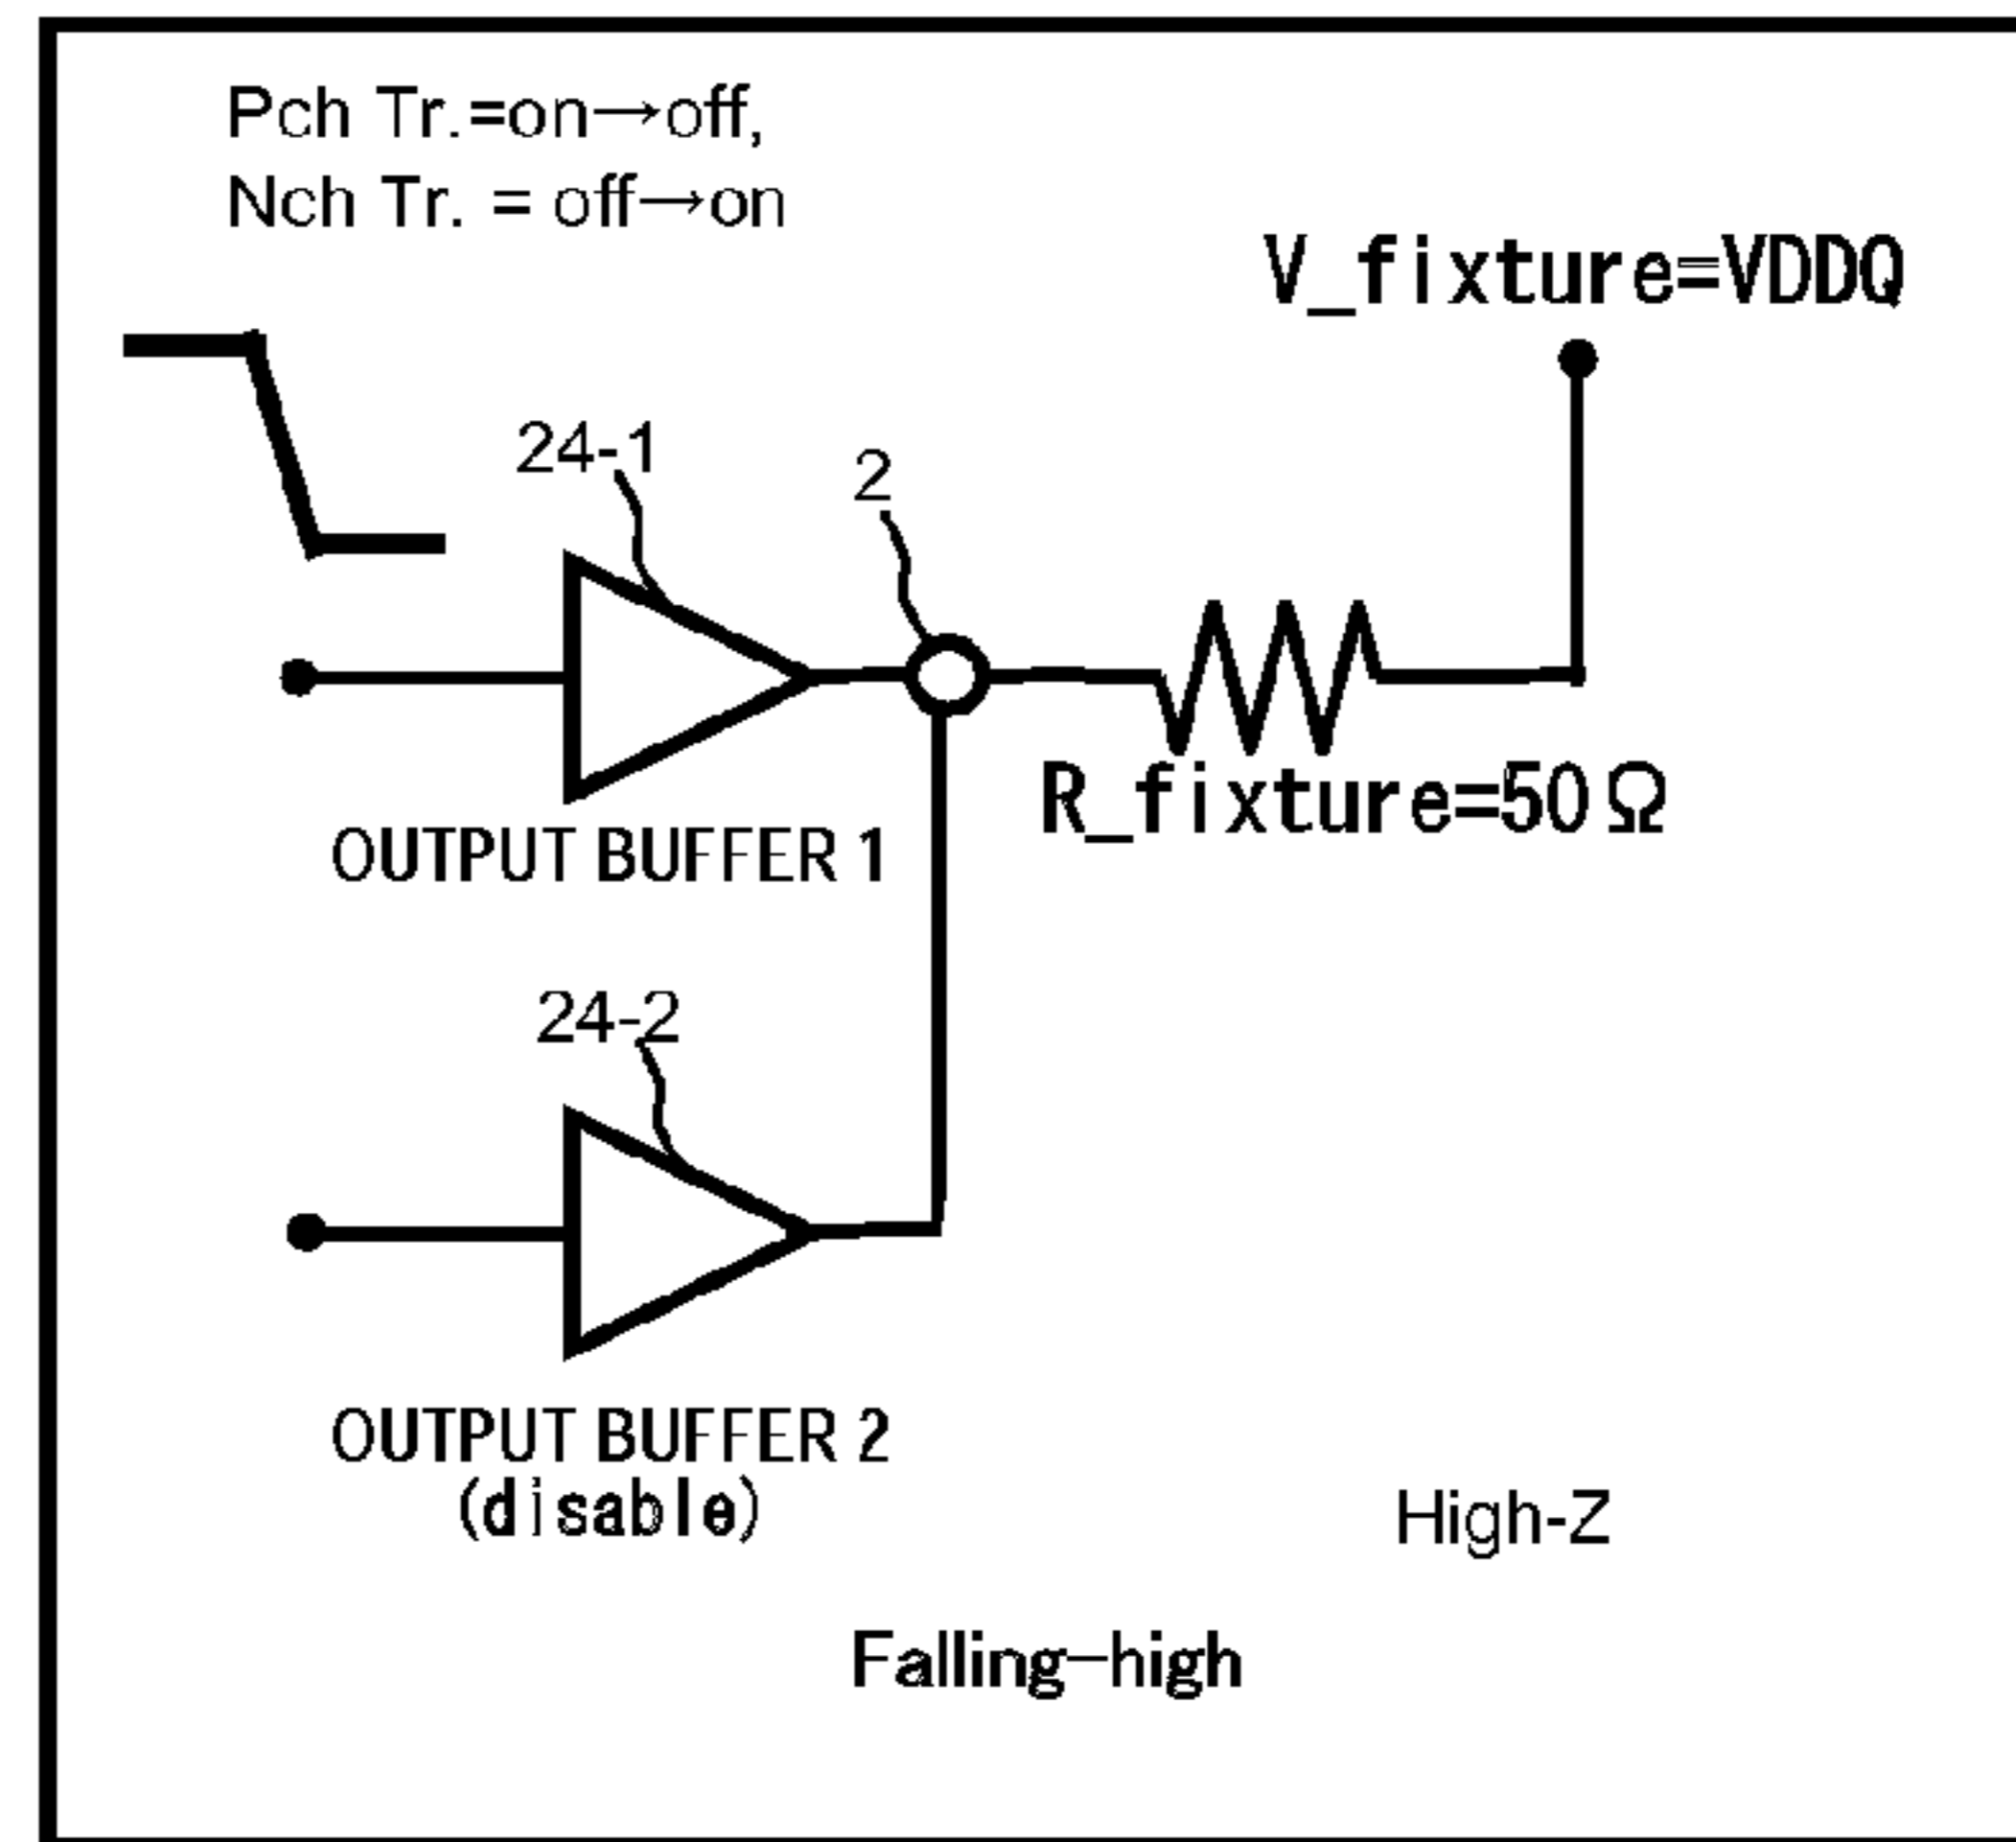 Pch Tr.=on→off,
Nch Tr. = off→on
V_fixture=VDDQ
24-1
2
R_fixture=50Ω
OUTPUT BUFFER 1
24-2
OUTPUT BUFFER 2
(disable)
High-Z
Falling-high